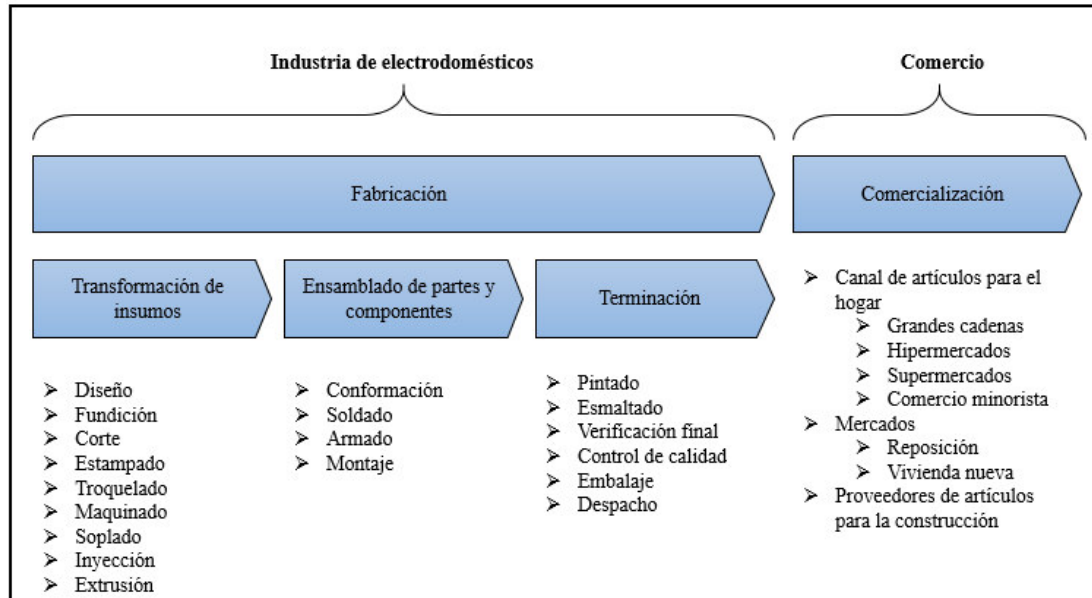 Industria de electrodomésticos
Comercio
Fabricación
Comercialización
Transformación de
insumos
Ensamblado de partes y
componentes
Terminación
➢ Diseño
➢ Fundición
➢ Corte
➢ Estampado
➢ Troquelado
➢ Maquinado
➢ Soplado
➢ Inyección
➢ Extrusión
➢ Conformación
➢ Soldado
➢ Armado
➢ Montaje
➢ Pintado
➢ Esmaltado
➢ Verificación final
➢ Control de calidad
➢ Embalaje
➢ Despacho
➢ Canal de artículos para el
hogar
➢ Grandes cadenas
➢ Hipermercados
➢ Supermercados
➢ Comercio minorista
➢ Mercados
➢ Reposición
➢ Vivienda nueva
➢ Proveedores de artículos
para la construcción